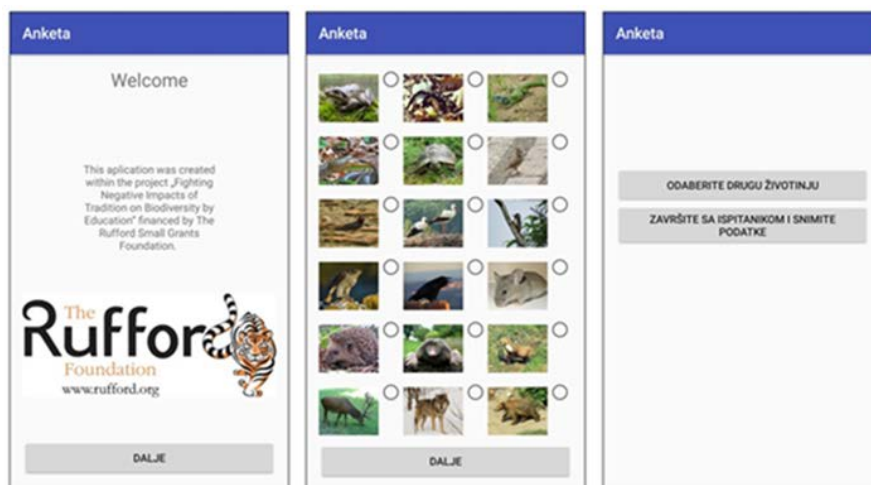 Anketa
Welcome
This aplication was created
within the project „Fighting
Negative Impacts of
Tradition on Biodiversity by
Education" financed by The
Rufford Small Grants
Foundation.
The
Rufford
Foundation
www.rufford.org
DALJE
Anketa
DALJE
Anketa
ODABERITE DRUGU ŽIVOTINJU
ZAVRŠITE SA ISPITANIKOM I SNIMITE
PODATKE